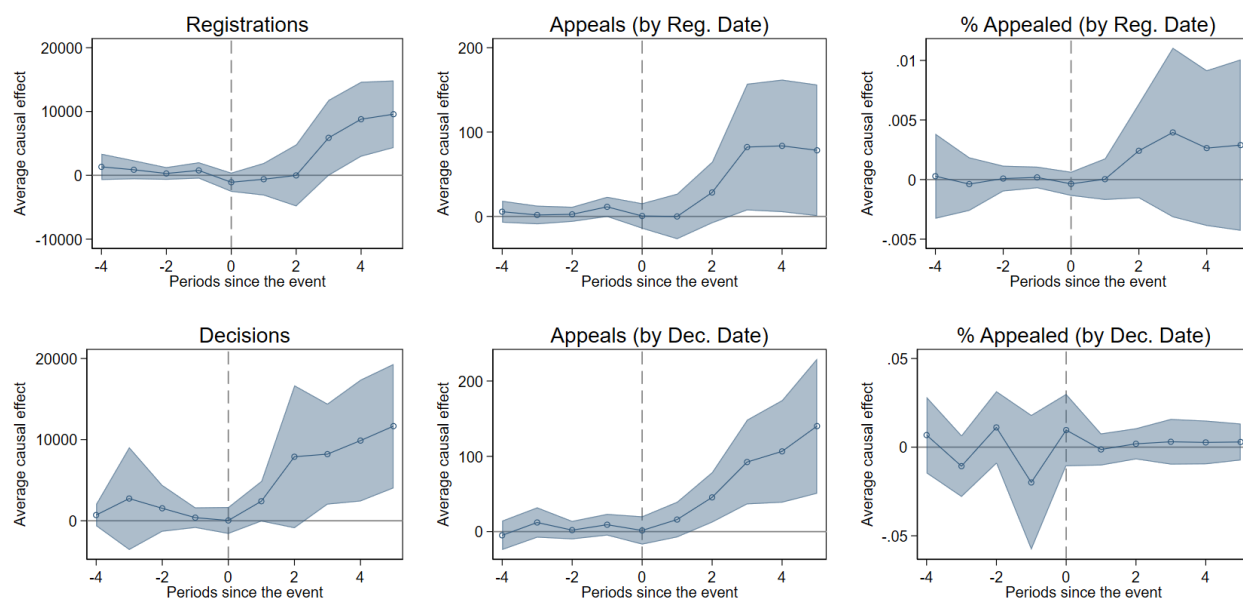 Registrations
Average causal effect
20000
10000
0
-10000
-4 -2 0 2 4
Periods since the event
Appeals (by Reg. Date)
Average causal effect
200
100
0
-4 -2 0 2 4
Periods since the event
% Appealed (by Reg. Date)
Average causal effect
.01
.005
0
-.005
-4 -2 0 2 4
Periods since the event
Decisions
Average causal effect
20000
10000
0
-4 -2 0 2 4
Periods since the event
Appeals (by Dec. Date)
Average causal effect
200
100
0
-4 -2 0 2 4
Periods since the event
% Appealed (by Dec. Date)
Average causal effect
.05
0
-.05
-4 -2 0 2 4
Periods since the event